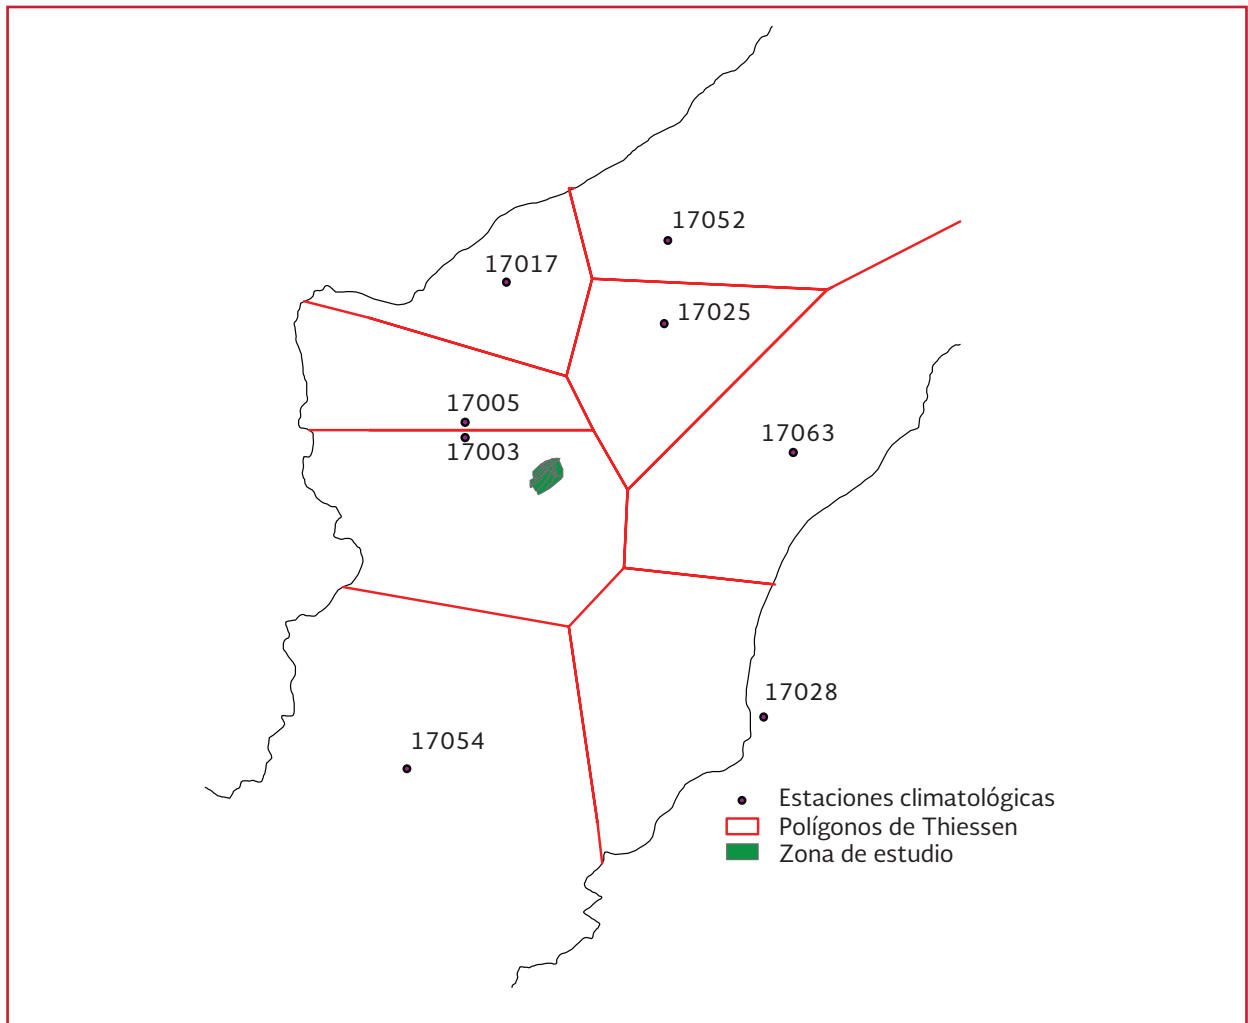 17052
17017
17025
17005
17003
17063
17028
17054
Estaciones climatológicas
Polígonos de Thiessen
Zona de estudio